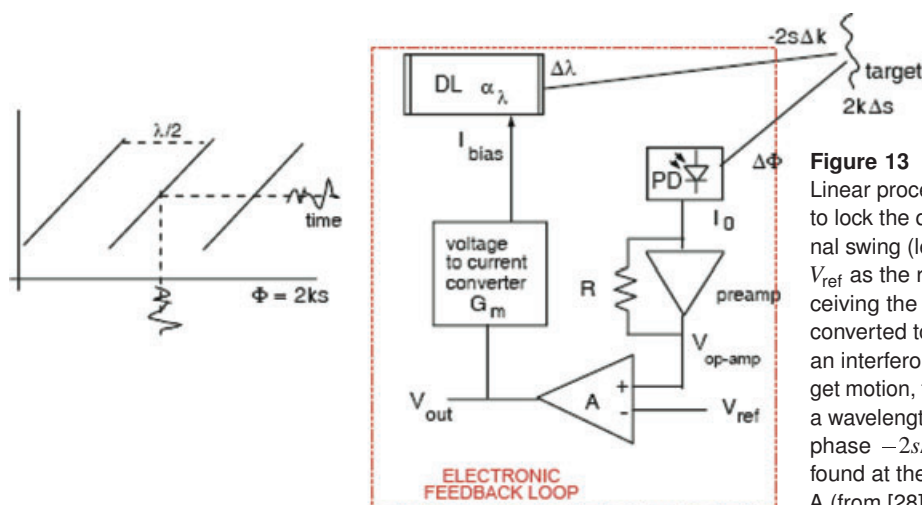 λ/2
time
Φ = 2ks
DL α_λ
Δλ
-2sΔk
target
2kΔs
I_bias
PD
ΔΦ
I_0
voltage
to current
converter
G_m
R
preamp
V_op-amp
V_out
A
+
-
V_ref
ELECTRONIC
FEEDBACK LOOP
Figure 13
Linear proce
to lock the
nal swing (le
V_ref as the
ceiving the
converted to
an interfero
get motion,
a wavelength
phase −2s
found at the
A (from [28]